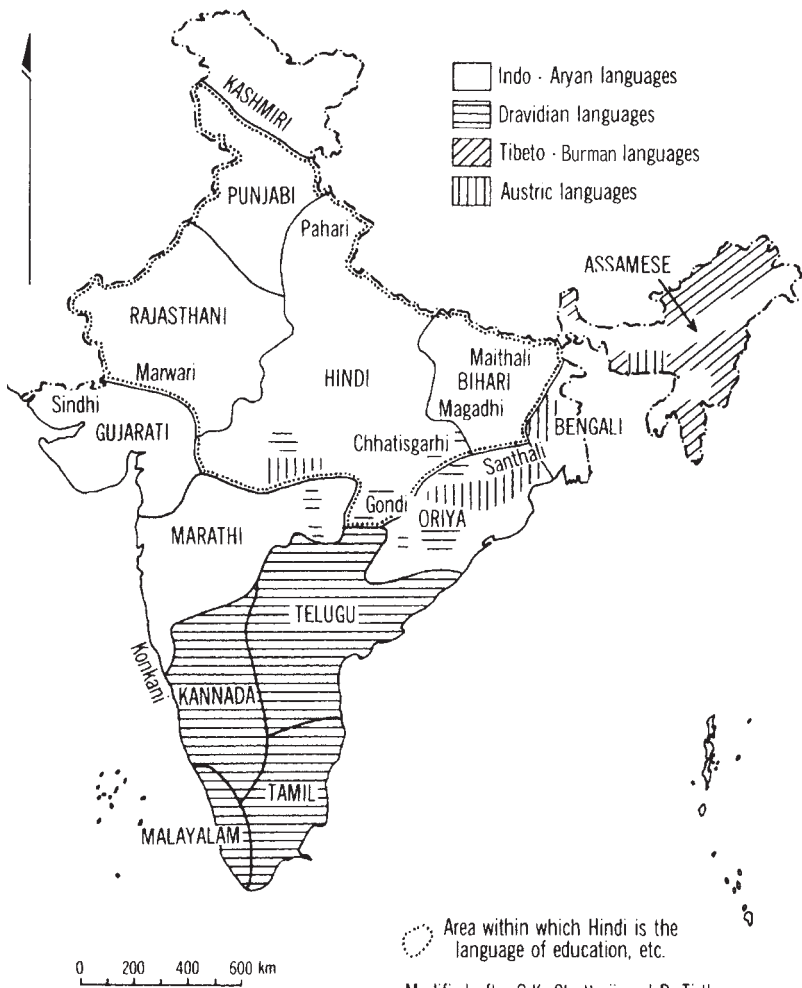 KASHMIRI
Indo - Aryan languages
Dravidian languages
Tibeto - Burman languages
Austric languages
PUNJABI
Pahari
ASSAMESE
RAJASTHANI
Marwari
HINDI
Maithali
BIHARI
Magadhi
Sindhi
GUJARATI
Chhatisgarhi
BENGALI
Santhali
Gondi
ORIYA
MARATHI
TELUGU
Konkani
KANNADA
TAMIL
MALAYALAM
Area within which Hindi is the
language of education, etc.
0 200 400 600 km